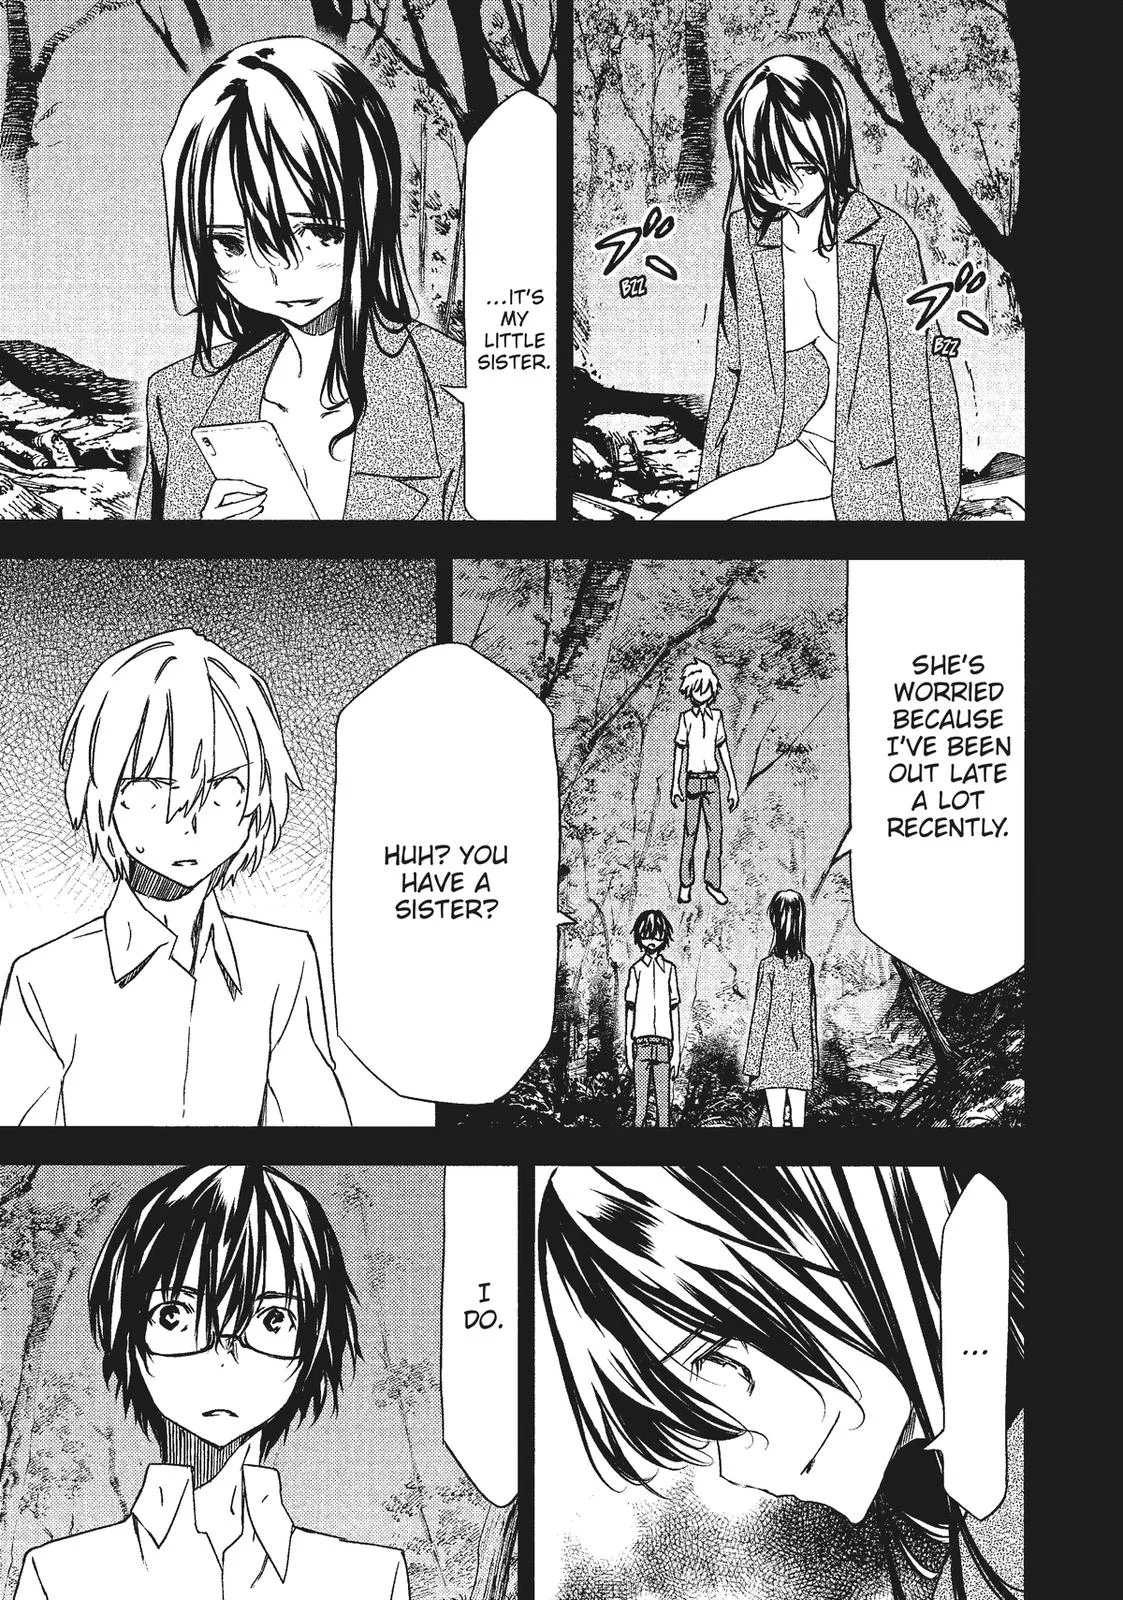 BZZ
BZZ
...IT'S
MY
LITTLE
SISTER.
SHE'S
WORRIED
BECAUSE
I'VE BEEN
OUT LATE
A LOT
RECENTLY.
HUH? YOU
HAVE A
SISTER?
...
I
DO.